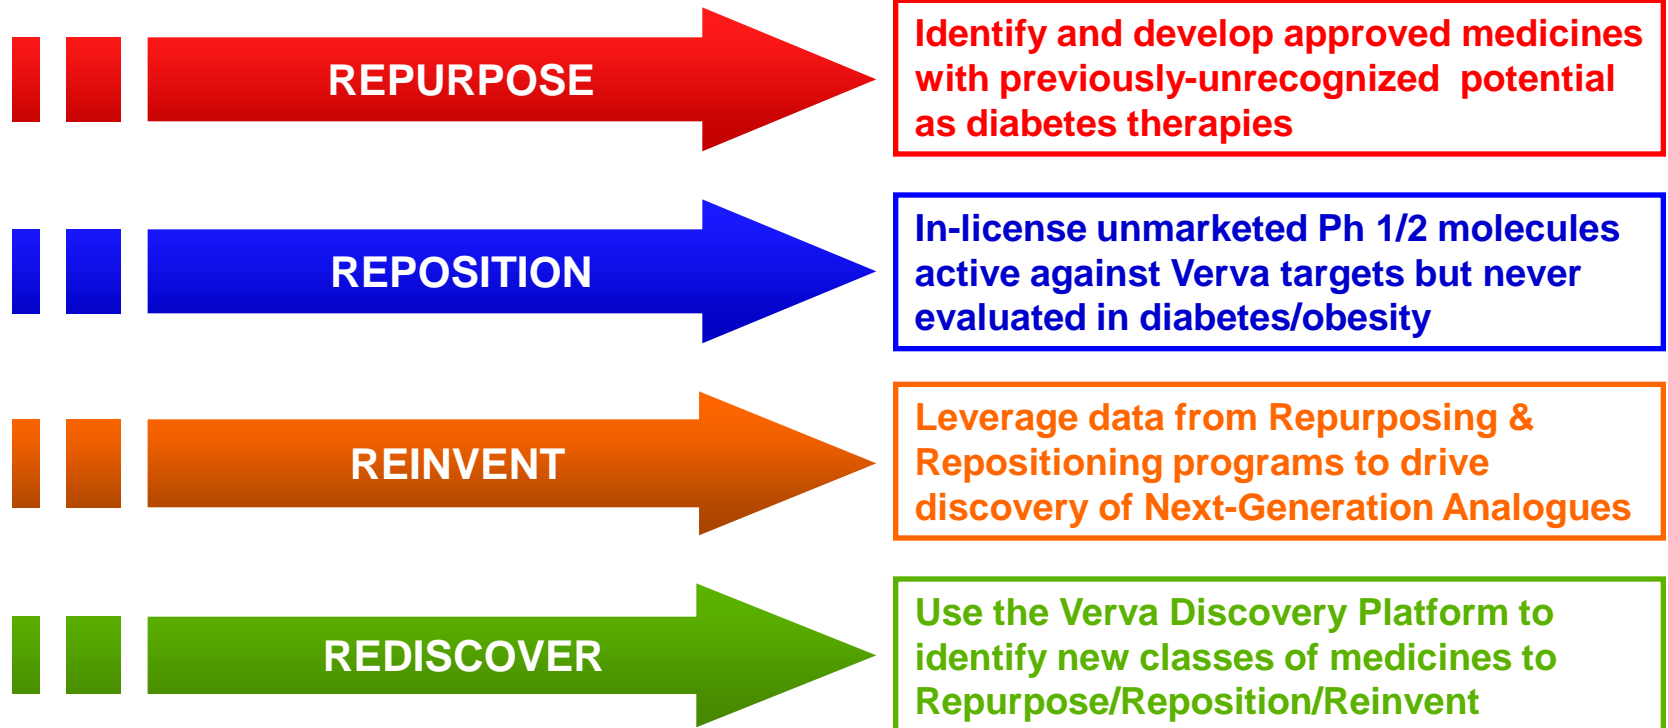 REPURPOSE
Identify and develop approved medicines
with previously-unrecognized  potential
as diabetes therapies
REPOSITION
In-license unmarketed Ph 1/2 molecules
active against Verva targets but never
evaluated in diabetes/obesity
REINVENT
Leverage data from Repurposing &
Repositioning programs to drive
discovery of Next-Generation Analogues
REDISCOVER
Use the Verva Discovery Platform to
identify new classes of medicines to
Repurpose/Reposition/Reinvent